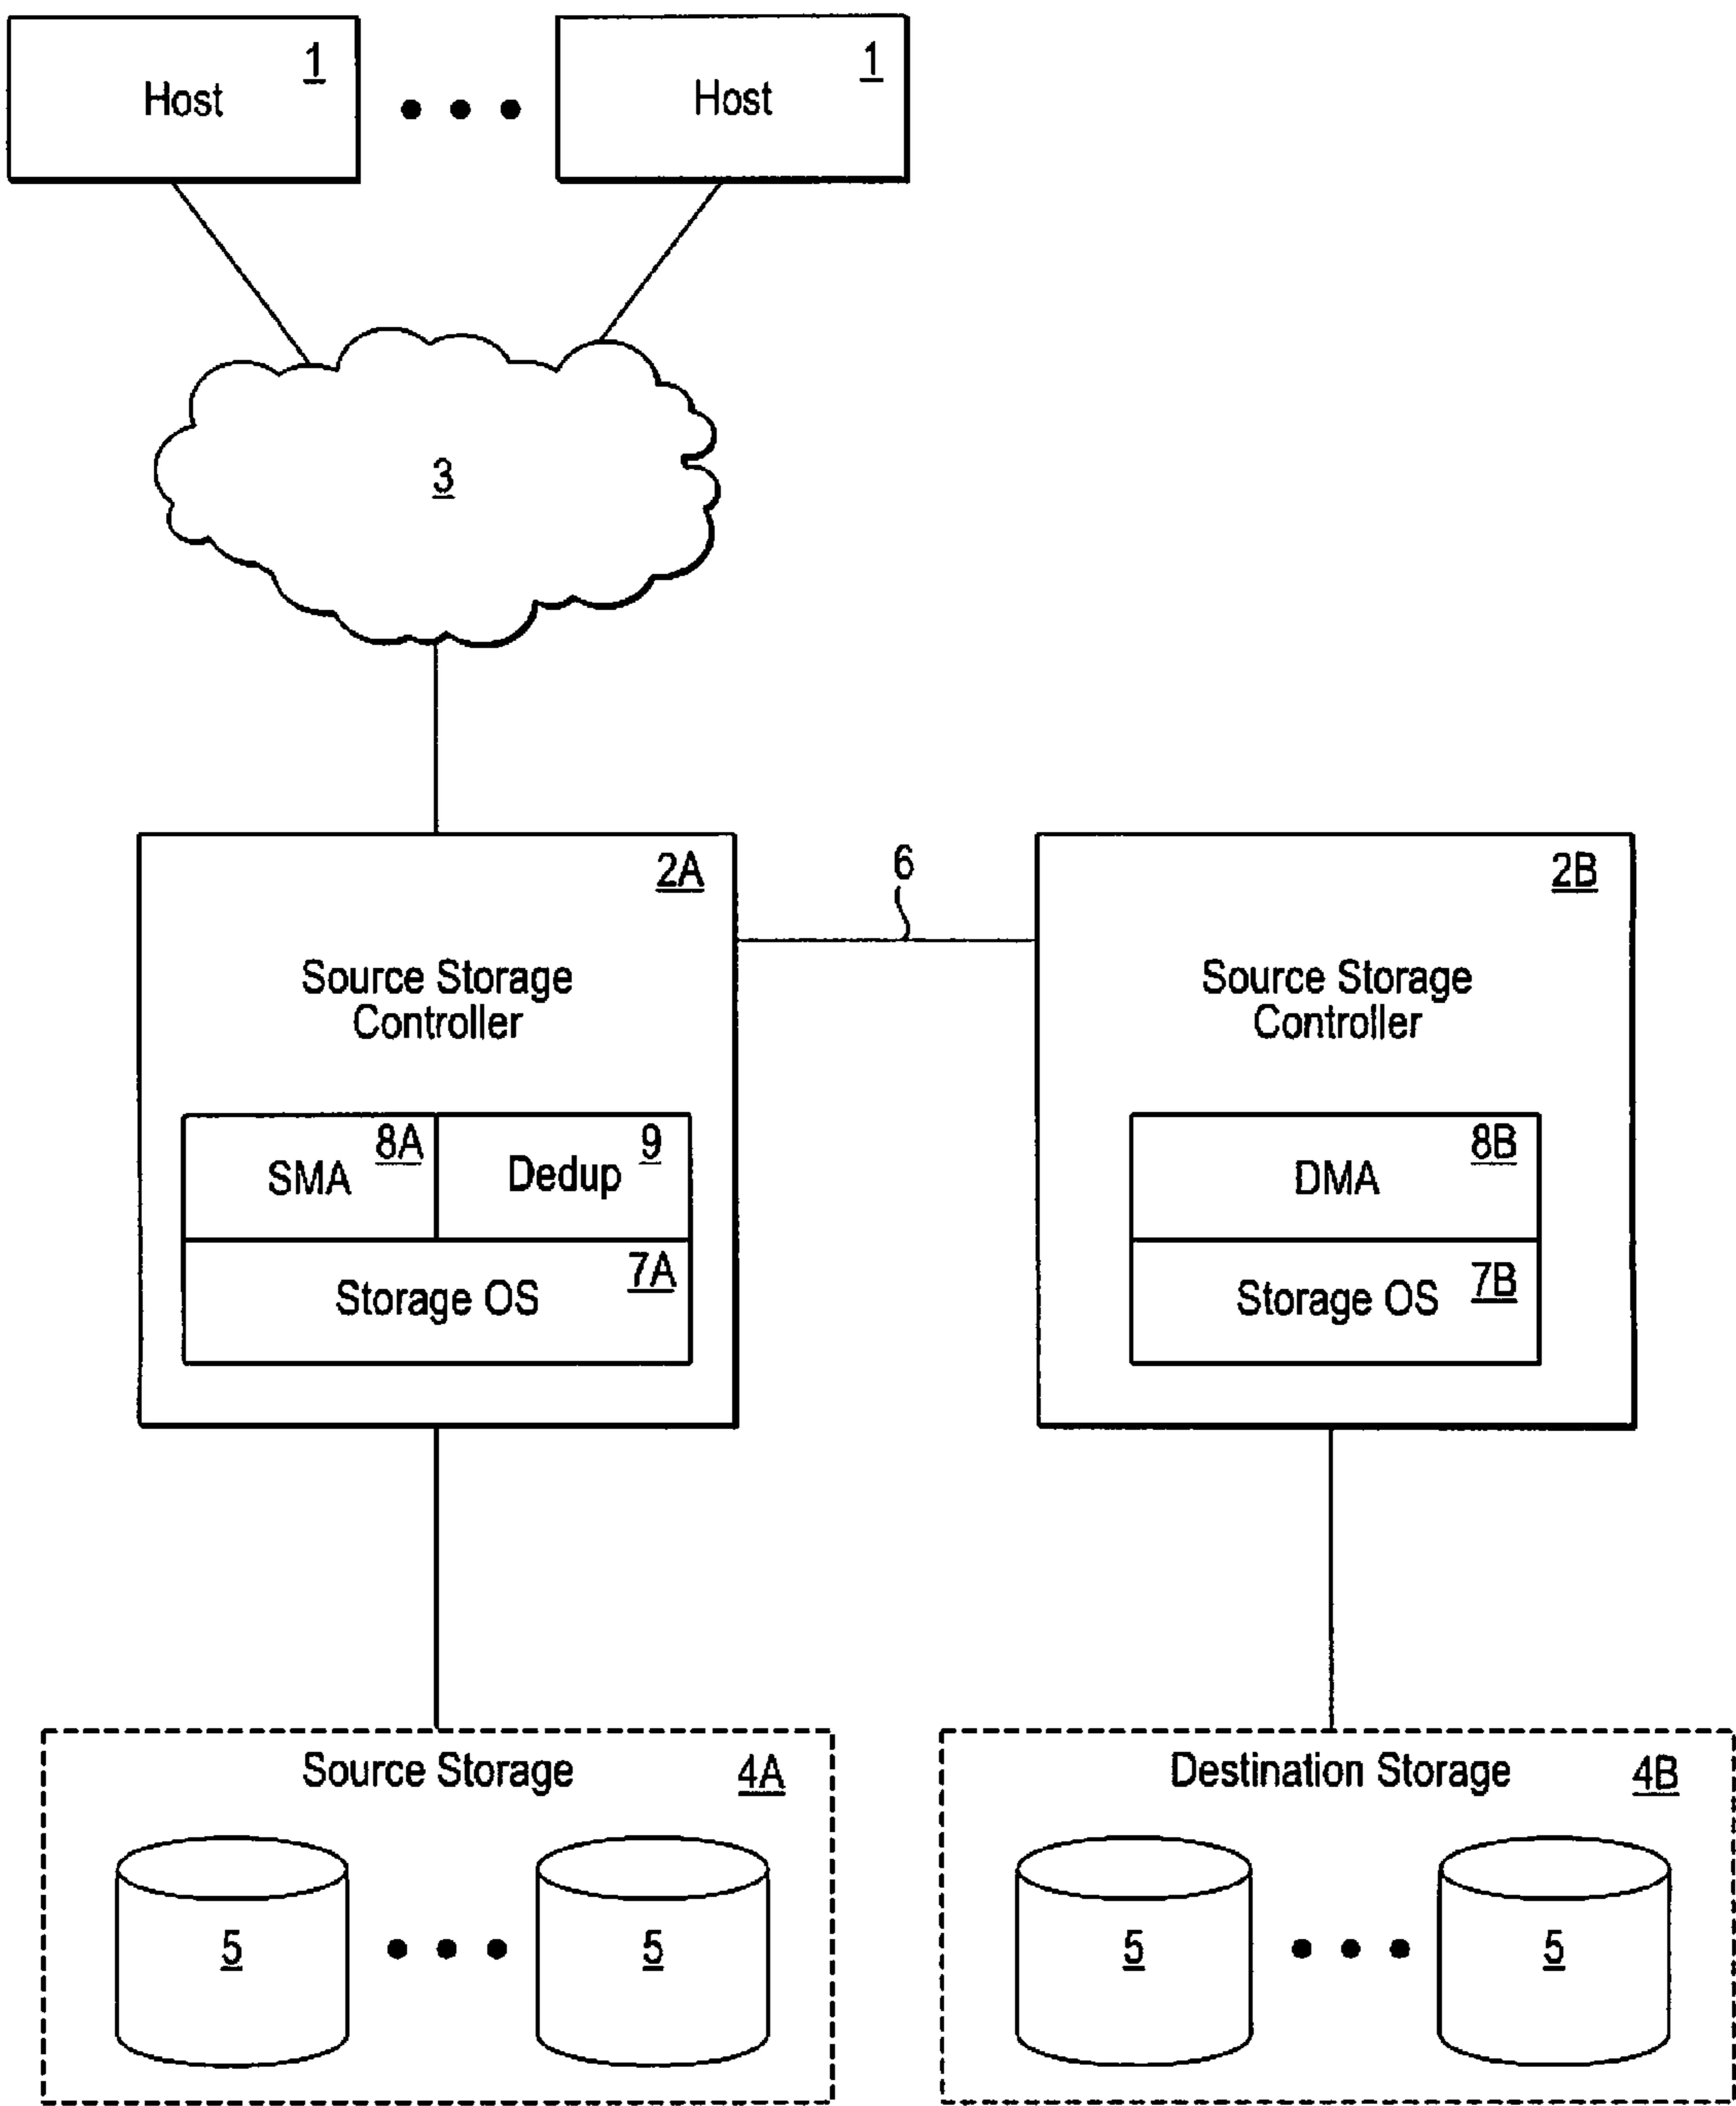 1
Host
1
Host
3
2A
Source Storage
Controller
8A
SMA
9
Dedup
7A
Storage OS
6
2B
Source Storage
Controller
8B
DMA
7B
Storage OS
Source Storage
4A
5
5
Destination Storage
4B
5
5